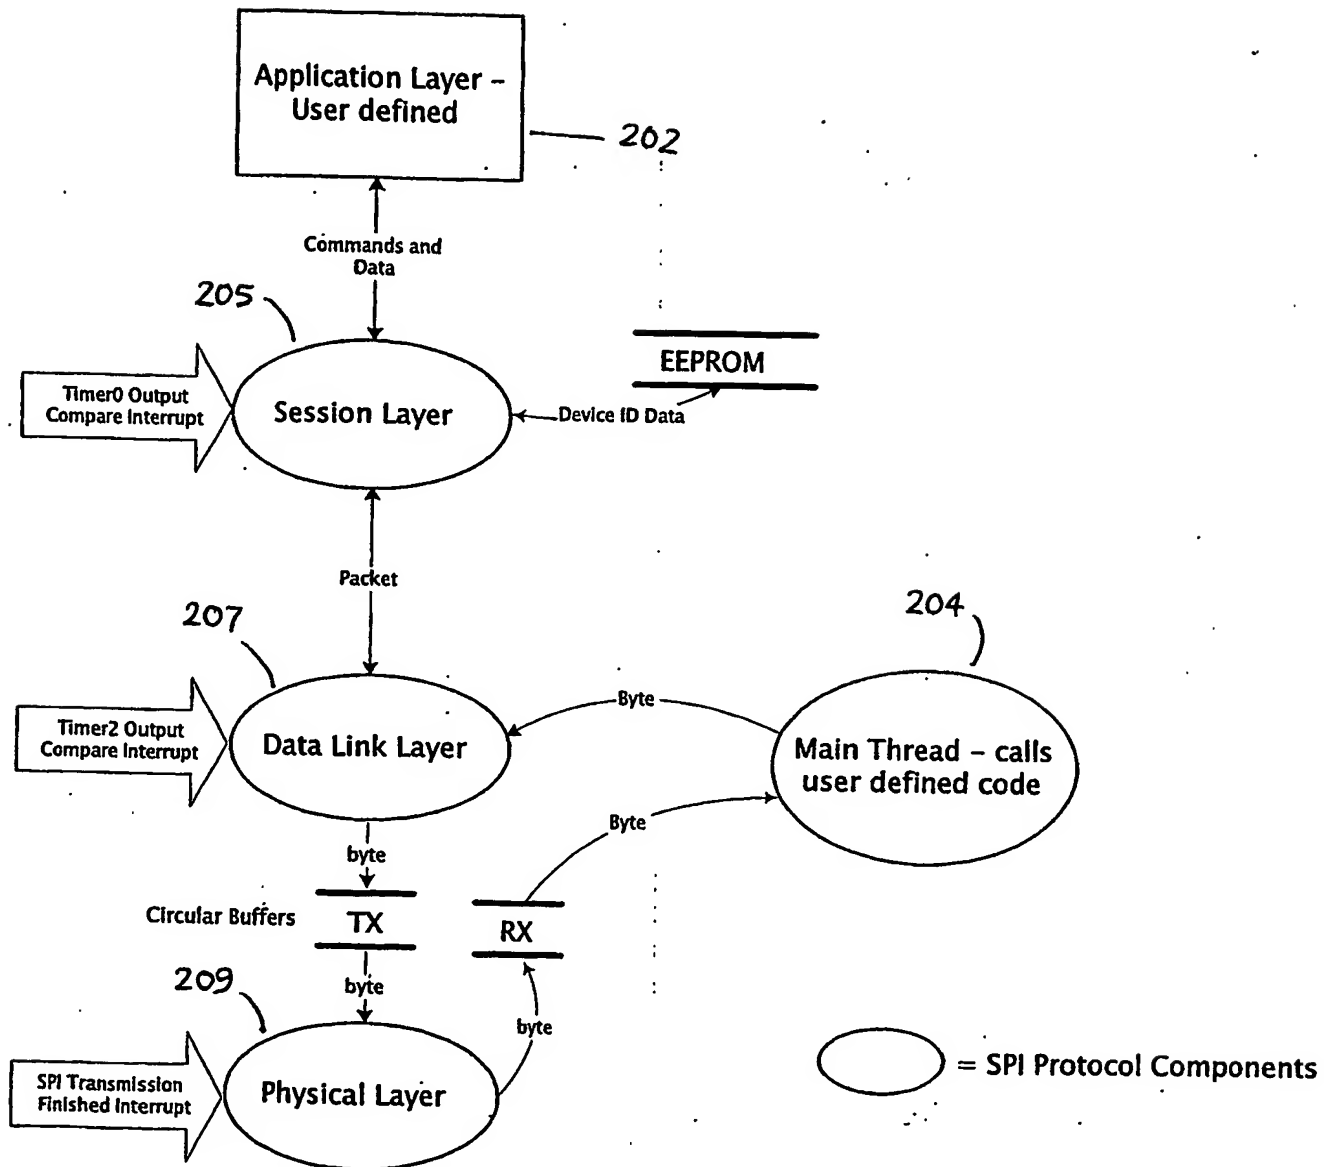 Application Layer –
User defined
202
Commands and
Data
205
Timer0 Output
Compare Interrupt
Session Layer
EEPROM
Device ID Data
Packet
207
204
Timer2 Output
Compare Interrupt
Data Link Layer
Byte
Main Thread – calls
user defined code
Byte
byte
Circular Buffers
TX
RX
209
byte
byte
SPI Transmission
Finished Interrupt
Physical Layer
= SPI Protocol Components